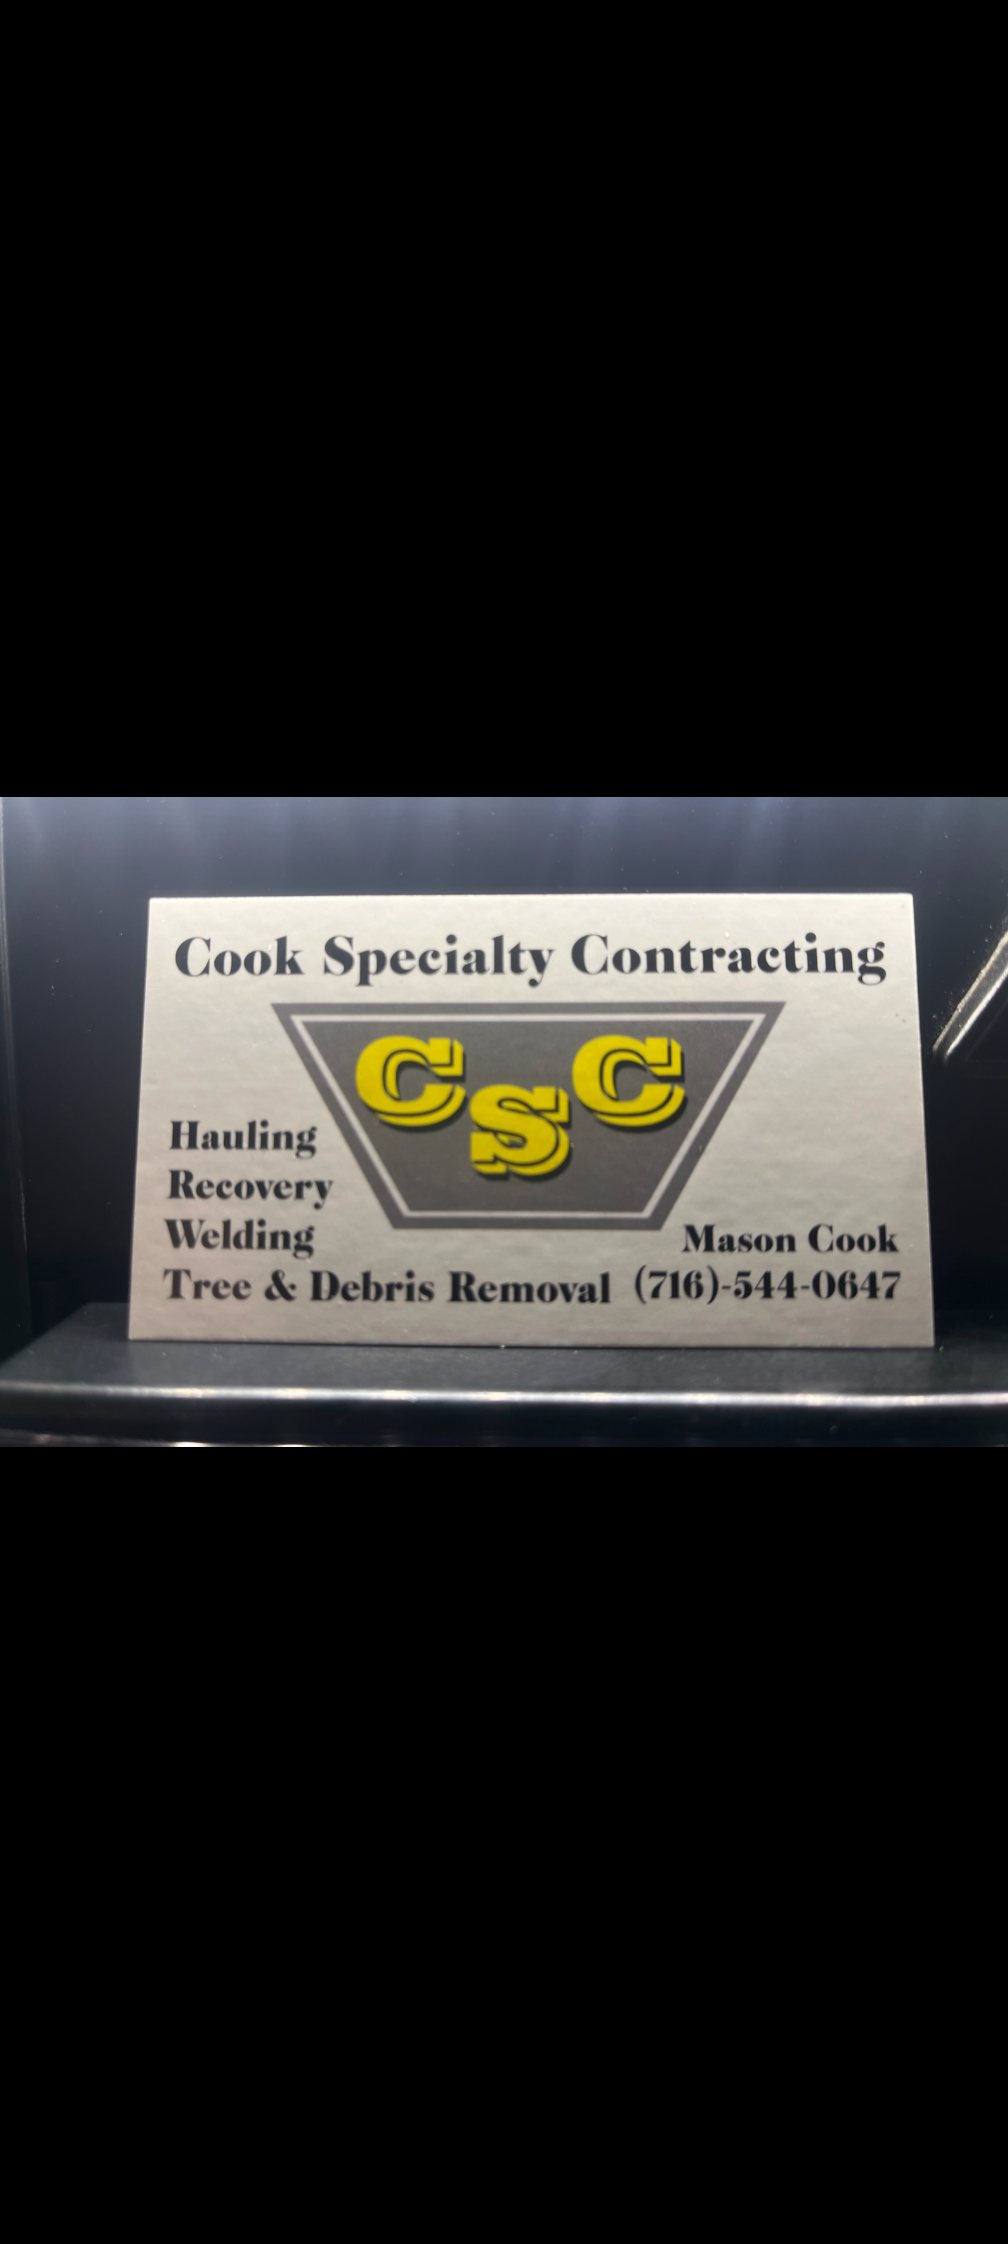 Cook Specialty Contracting
CSC
Hauling
Recovery
Welding
Tree & Debris Removal
Mason Cook
(716)-544-0647